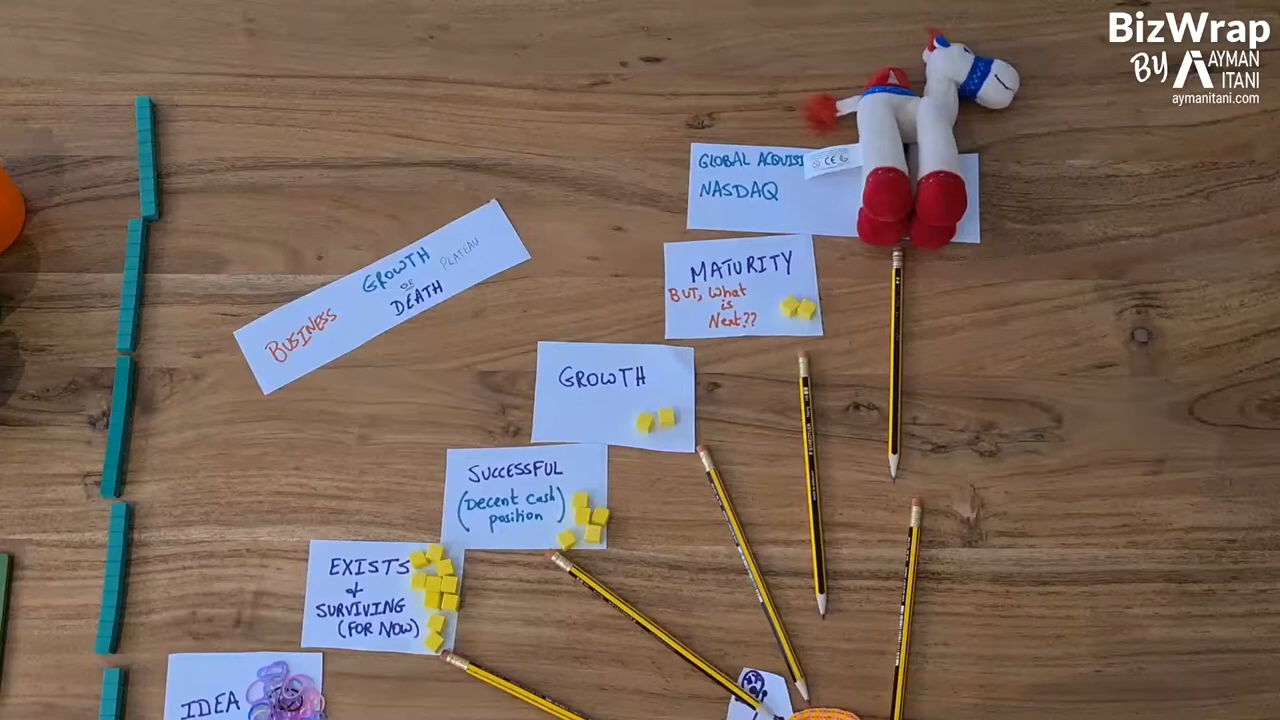 BizWrap
BY AYMAN
ITANI
aymanitani.com
GLOBAL
NASDAQ
CE
MATURITY
BUT, What
is
Next??
BUSINESS GROWTH PLATEAU
OR
DEATH
GROWTH
SUCCESSFUL
(Decent cash
position)
EXISTS
&
SURVIVING
(FOR NOW)
IDEA